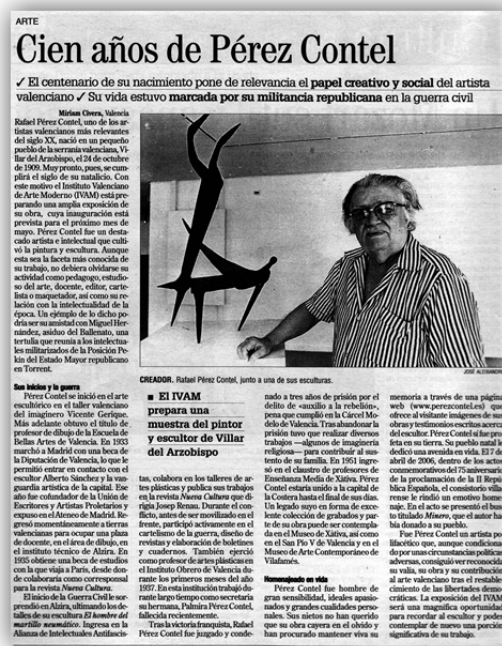 ARTE
Cien años de Pérez Contel
✓ El centenario de su nacimiento pone de relevancia el papel creativo y social del artista
valenciano ✓ Su vida estuvo marcada por su militancia republicana en la guerra civil
Miriam Civera, Valencia
Rafael Pérez Contel, uno de los ar-
tistas valencianos más relevantes
del siglo XX, nació en un pequeño
pueblo de la serranía valenciana, Vi-
llar del Arzobispo, el 24 de octubre
de 1909. Muy pronto, pues, se cum-
plirá el siglo de su natalicio. Con
este motivo el Instituto Valenciano
de Arte Moderno (IVAM) está pre-
parando una amplia exposición de
su obra, cuya inauguración está
prevista para el próximo mes de
mayo. Pérez Contel fue un desta-
cado artista e intelectual que culti-
vó la pintura y escultura. Aunque
esta sea la faceta más conocida de
su trabajo, no debiera olvidarse su
actividad como pedagogo, estudio-
so del arte, docente, editor, carte-
lista o maquetador, así como su re-
lación con la intelectualidad de la
época. Un ejemplo de lo dicho po-
dría ser su amistad con Miguel Her-
nández, asiduo del Ballenato, una
tertulia que reunía a los intelectua-
les militarizados de la Posición Pe-
kín del Estado Mayor republicano
en Torrent.
Sus inicios y la guerra
Pérez Contel se inició en el arte
escultórico en el taller valenciano
del imaginero Vicente Gerique.
Más adelante obtuvo el título de
profesor de dibujo de la Escuela de
Bellas Artes de Valencia. En 1933
marchó a Madrid con una beca de
la Diputación de Valencia, lo que le
permitió entrar en contacto con el
escultor Alberto Sánchez y la van-
guardia artística de la capital. Ese
año fue cofundador de la Unión de
Escritores y Artistas Proletarios y
expuso en el Ateneo de Madrid. Re-
gresó momentáneamente a tierras
valencianas para ocupar una plaza
de docente, en el área de dibujo, en
el instituto técnico de Alzira. En
1935 obtiene una beca de estudios
con la que viaja a París, desde don-
de colaboraría como corresponsal
para la revista Nueva Cultura.
El inicio de la Guerra Civil le sor-
prendió en Alzira, ultimando los de-
talles de su escultura El hombre del
martillo neumático. Ingresa en la
Alianza de Intelectuales Antifascis-
JOSÉ ALEIXANDRE
CREADOR. Rafael Pérez Contel, junto a una de sus esculturas.
■ El IVAM
prepara una
muestra del pintor
y escultor de Villar
del Arzobispo
tas, colabora en los talleres de ar-
tes plásticas y publica sus trabajos
en la revista Nueva Cultura que di-
rigía Josep Renau. Durante el con-
flicto, antes de ser movilizado en el
frente, participó activamente en el
cartelismo de la guerra, diseño de
revistas y elaboración de boletines
y cuadernos. También ejerció
como profesor de artes plásticas en
el Instituto Obrero de Valencia du-
rante los primeros meses del año
1937. En esta institución trabajó du-
rante largo tiempo como secretaria
su hermana, Palmira Pérez Contel,
fallecida recientemente.
Tras la victoria franquista, Rafael
Pérez Contel fue juzgado y conde-
nado a tres años de prisión por el
delito de «auxilio a la rebelión»,
pena que cumplió en la Cárcel Mo-
delo de Valencia. Tras abandonar la
prisión tuvo que realizar diversos
trabajos —alguno de imaginería
religiosa— para contribuir al sus-
tento de su familia. En 1951 ingre-
só en el claustro de profesores de
Enseñanza Media de Xàtiva. Pérez
Contel estaría unido a la capital de
la Costera hasta el final de sus días.
Un legado suyo en forma de exce-
lente colección de grabados y par-
te de su obra puede ser contempla-
da en el Museo de Xàtiva, así como
en el San Pío V de Valencia y en el
Museo de Arte Contemporáneo de
Vilafamés.
Homenajeado en vida
Pérez Contel fue hombre de
gran sensibilidad, ideales apasio-
nados y grandes cualidades perso-
nales. Sus nietos no han querido
que su obra cayera en el olvido y
han procurado mantener viva su
memoria a través de una página
web (www.perezcontel.es) que
ofrece al visitante imágenes de sus
obras y testimonios escritos acerca
del escultor. Pérez Contel sí fue pro-
feta en su tierra. Su pueblo natal le
dedicó una avenida en vida. El 7 de
abril de 2006, dentro de los actos
conmemorativos del 75 aniversario
de la proclamación de la II Repú-
blica Española, el consistorio villa-
rense le rindió un emotivo home-
naje. En el acto se presentó el bus-
to titulado Minero, que el autor ha-
bía donado a su pueblo.
Fue Pérez Contel un artista po-
lifacético que, aunque condiciona-
do por unas circunstancias políticas
adversas, consiguió ver reconocida
su valía, su obra y su contribución
al arte valenciano tras el restable-
cimiento de las libertades demo-
cráticas. La exposición del IVAM
será una magnífica oportunidad
para recordar al escultor y poder
contemplar de nuevo una porción
significativa de su trabajo.